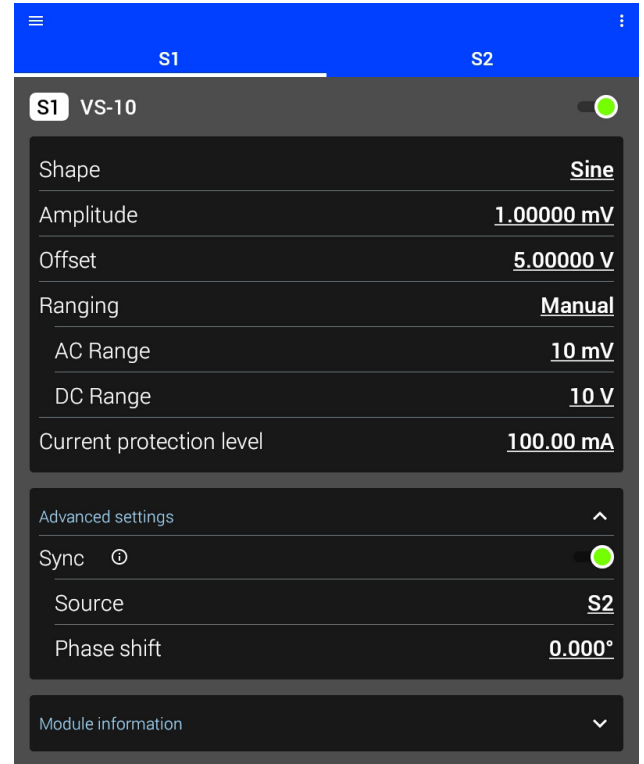 S1 S2
S1 VS-10
Shape Sine
Amplitude 1.00000 mV
Offset 5.00000 V
Ranging Manual
AC Range 10 mV
DC Range 10 V
Current protection level 100.00 mA
Advanced settings
Sync
Source S2
Phase shift 0.000°
Module information